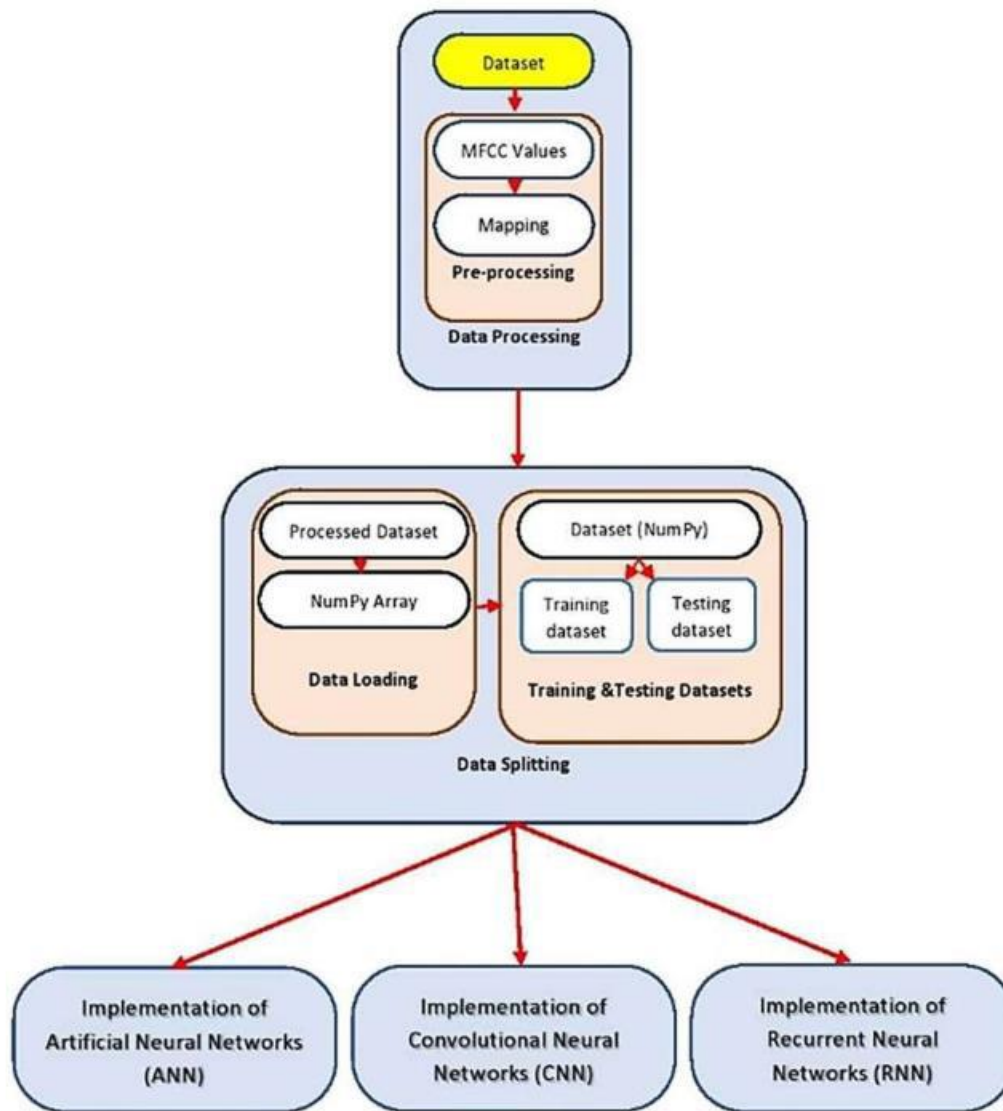 Dataset
MFCC Values
Mapping
Pre-processing
Data Processing
Processed Dataset
NumPy Array
Data Loading
Dataset (NumPy)
Training
dataset
Testing
dataset
Training &Testing Datasets
Data Splitting
Implementation of
Artificial Neural Networks
(ANN)
Implementation of
Convolutional Neural
Networks (CNN)
Implementation of
Recurrent Neural
Networks (RNN)